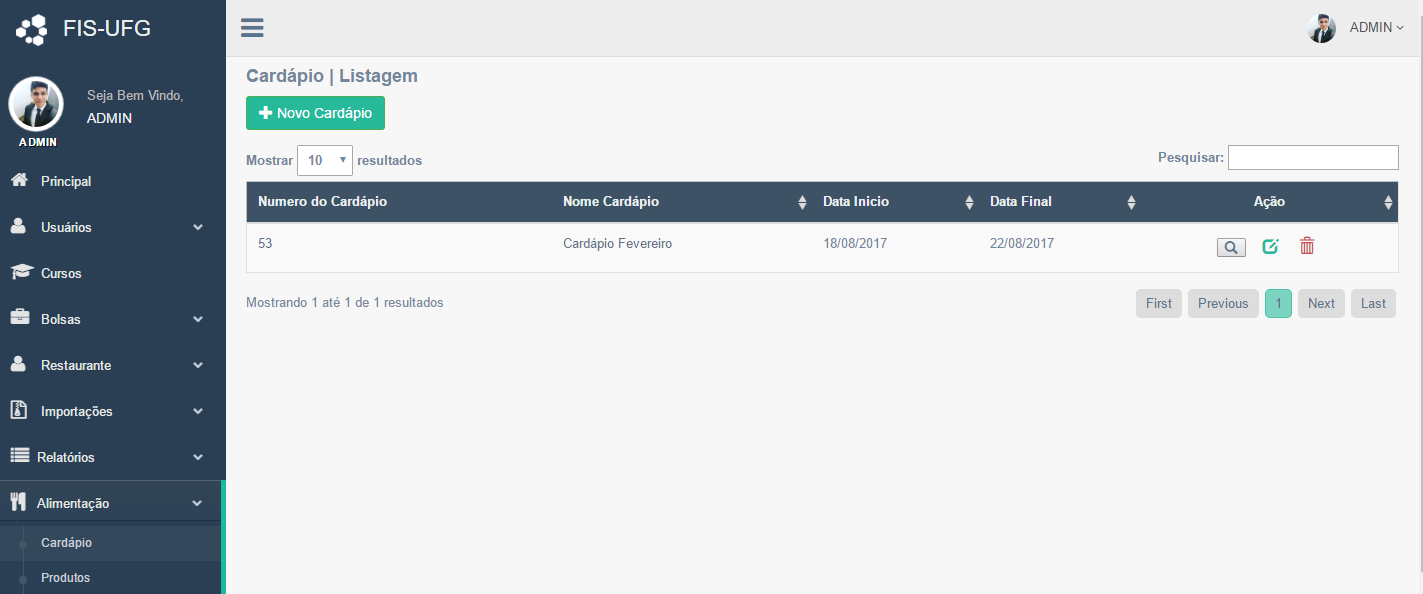 FIS-UFG
ADMIN
Seja Bem Vindo,
ADMIN
ADMIN
Principal
Usuários
Cursos
Bolsas
Restaurante
Importações
Relatórios
Alimentação
Cardápio
Produtos
Cardápio | Listagem
Novo Cardápio
Mostrar 10 resultados
Pesquisar:
Numero do Cardápio Nome Cardápio Data Inicio Data Final Ação
53 Cardápio Fevereiro 18/08/2017 22/08/2017
Mostrando 1 até 1 de 1 resultados
First Previous 1 Next Last